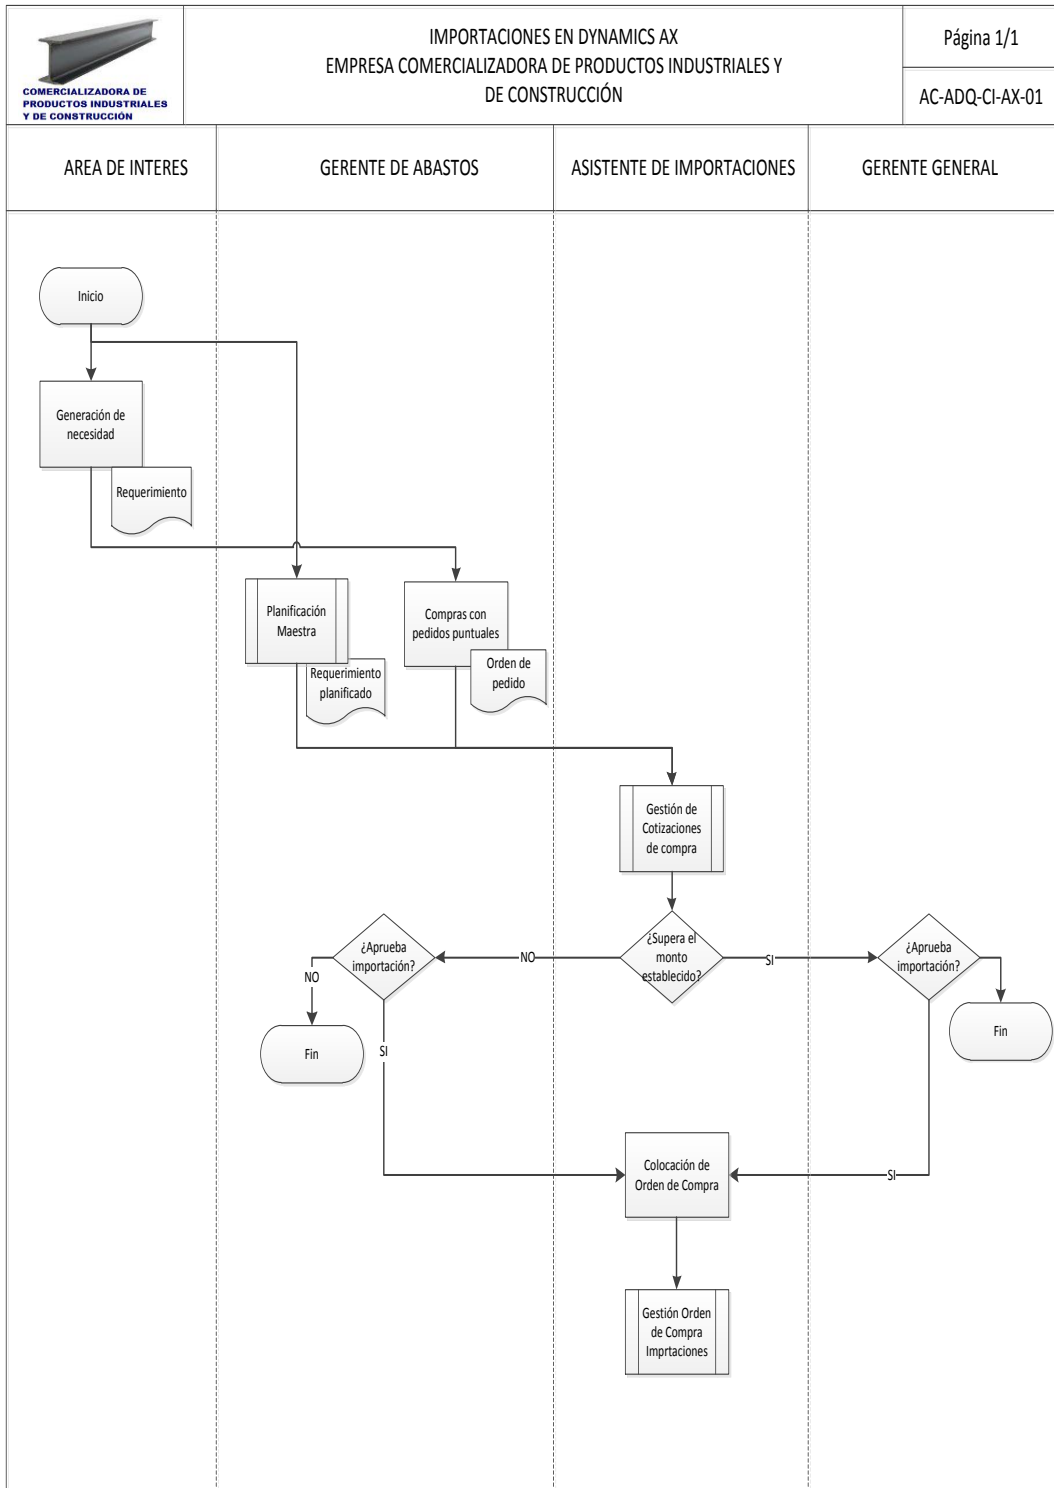 COMERCIALIZADORA DE
PRODUCTOS INDUSTRIALES
Y DE CONSTRUCCIÓN
IMPORTACIONES EN DYNAMICS AX
EMPRESA COMERCIALIZADORA DE PRODUCTOS INDUSTRIALES Y
DE CONSTRUCCIÓN
Página 1/1
AC-ADQ-CI-AX-01
AREA DE INTERES
GERENTE DE ABASTOS
ASISTENTE DE IMPORTACIONES
GERENTE GENERAL
Inicio
Generación de
necesidad
Requerimiento
Planificación
Maestra
Requerimiento
planificado
Compras con
pedidos puntuales
Orden de
pedido
Gestión de
Cotizaciones
de compra
¿Aprueba
importación?
NO
¿Supera el
monto
establecido?
SI
¿Aprueba
importación?
NO
Fin
SI
Fin
Colocación de
Orden de Compra
SI
Gestión Orden
de Compra
Imprtaciones